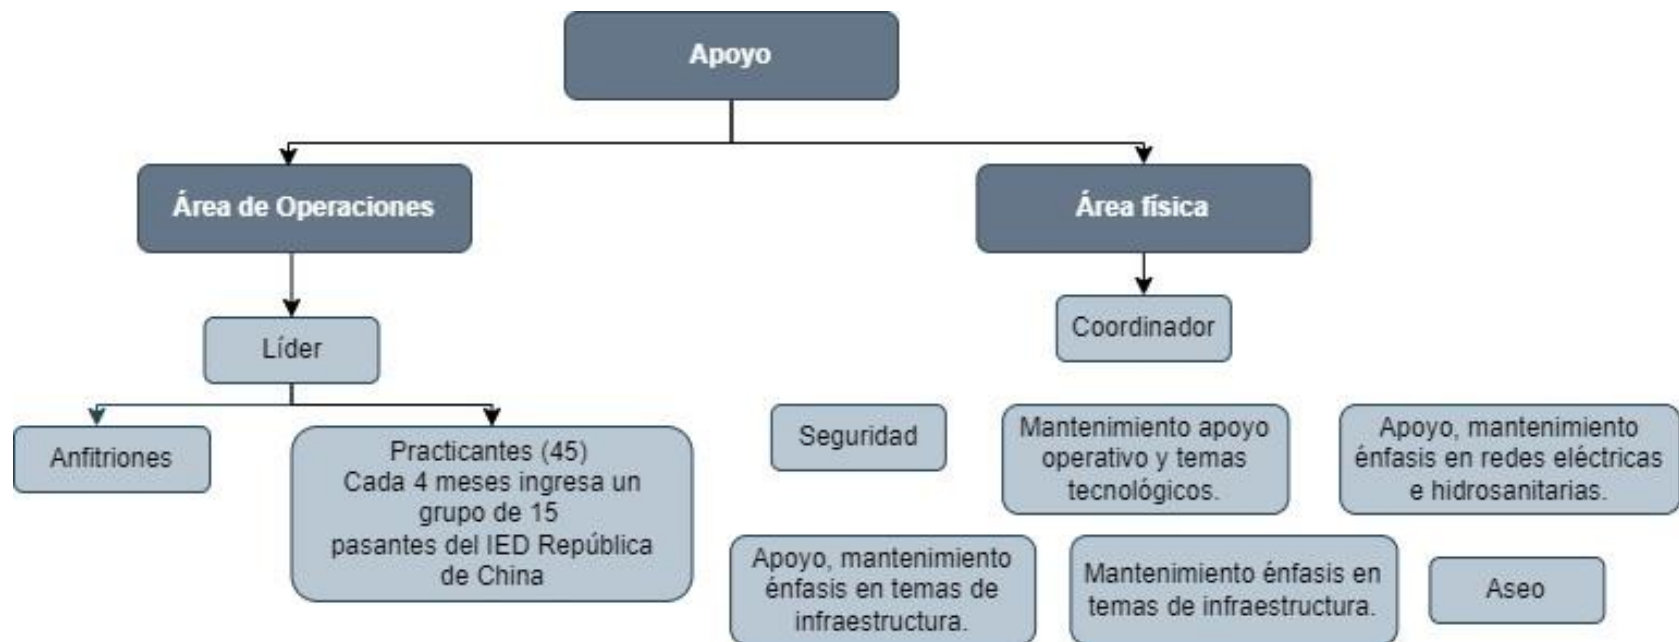 Apoyo
Área de Operaciones
Área física
Líder
Coordinador
Anfitriones
Practicantes (45)
Cada 4 meses ingresa un
grupo de 15
pasantes del IED República
de China
Seguridad
Mantenimiento apoyo
operativo y temas
tecnológicos.
Apoyo, mantenimiento
énfasis en redes eléctricas
e hidrosanitarias.
Apoyo, mantenimiento
énfasis en temas de
infraestructura.
Mantenimiento énfasis en
temas de infraestructura.
Aseo